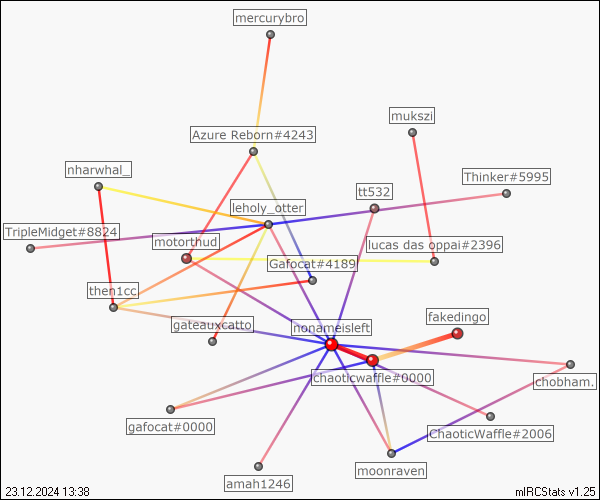 mercurybro
mukszi
Azure Reborn#4243
nharwhal_
Thinker#5995
tt532
leholy_otter
TripleMidget#8824
motorthud
lucas das oppai#2396
Gafocat#4189
then1cc
fakedingo
gateauxcatto
nonameisleft
chaoticwaffle#0000
chobham.
gafocat#0000
ChaoticWaffle#2006
moonraven
amah1246
23.12.2024 13:38
mIRCStats v1.25